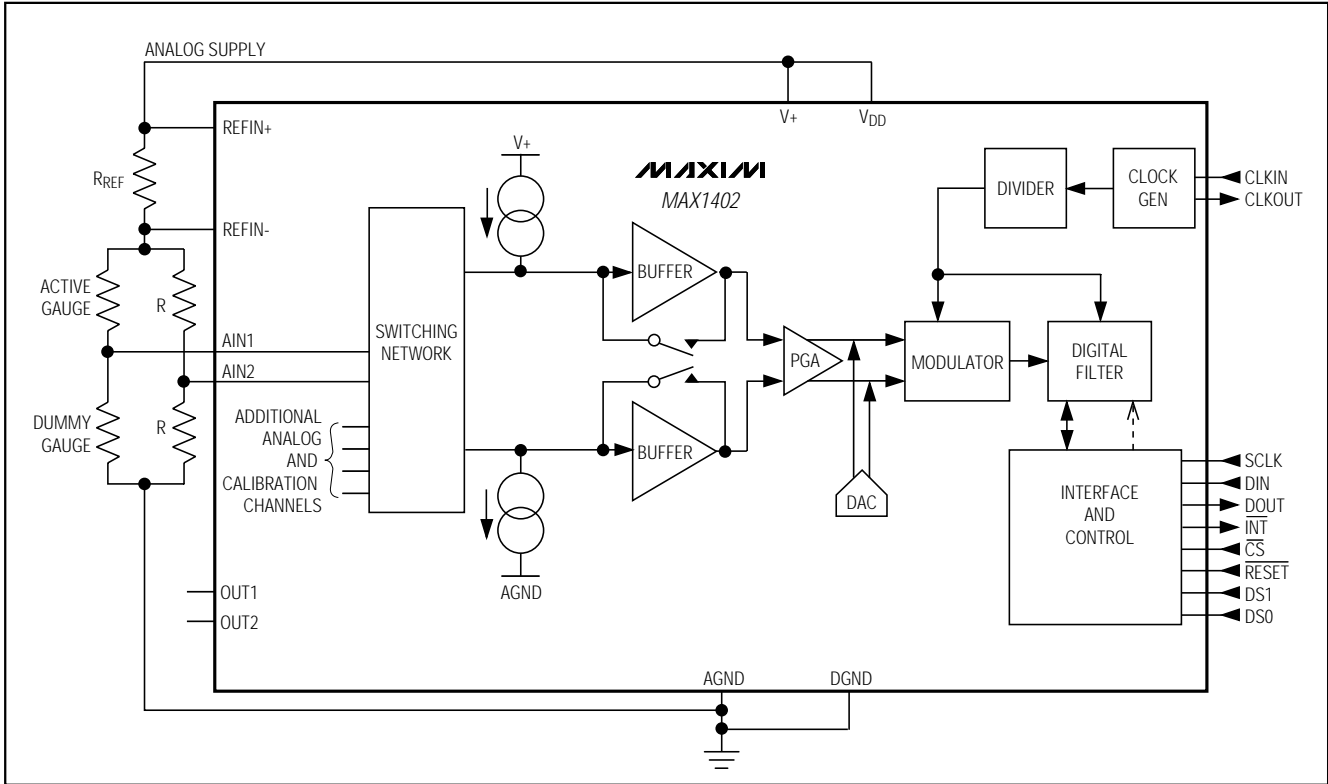 ANALOG SUPPLY
V+
VDD
REFIN+
RREF
REFIN-
ACTIVE
GAUGE
R
AIN1
AIN2
DUMMY
GAUGE
R
ADDITIONAL
ANALOG
AND
CALIBRATION
CHANNELS
OUT1
OUT2
SWITCHING
NETWORK
V+
AGND
MAXIM
MAX1402
BUFFER
BUFFER
PGA
DAC
DIVIDER
CLOCK
GEN
CLKIN
CLKOUT
MODULATOR
DIGITAL
FILTER
INTERFACE
AND
CONTROL
SCLK
DIN
DOUT
INT
CS
RESET
DS1
DS0
AGND
DGND